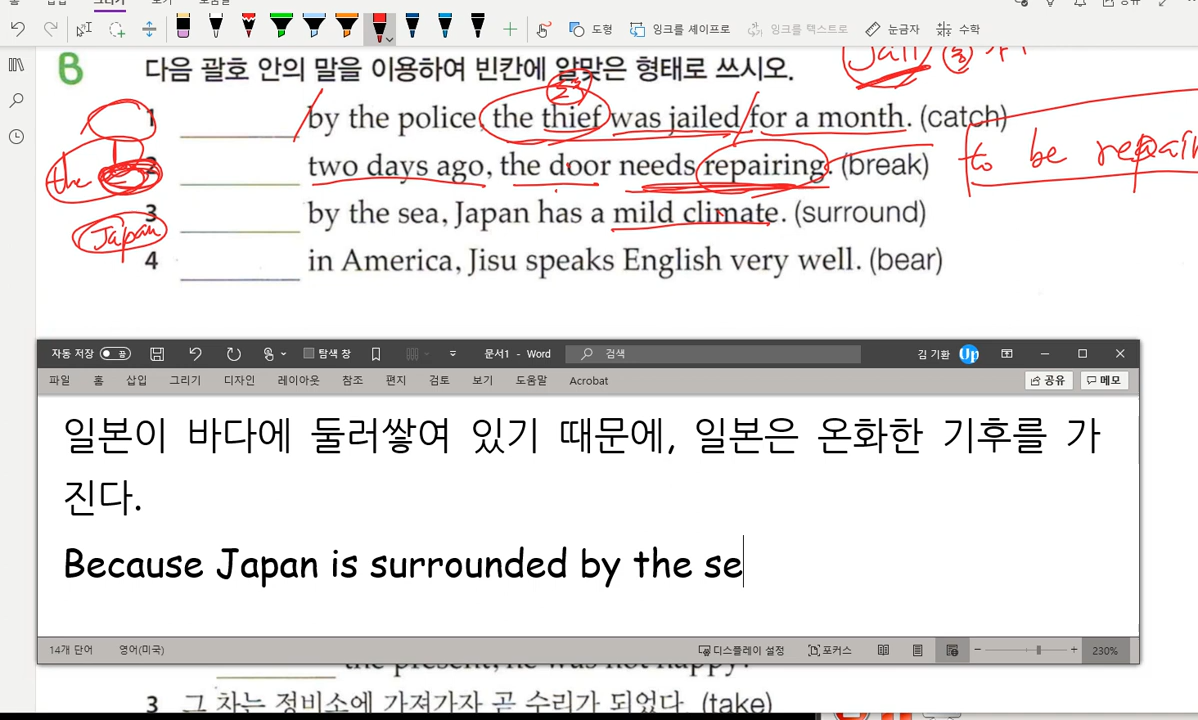 그리기
도형
잉크를 셰이프로
잉크를 텍스트로
눈금자
수학
B 다음 괄호 안의 말을 이용하여 빈칸에 알맞은 형태로 쓰시오.
1 by the police, the thief was jailed for a month. (catch)
the
2 two days ago, the door needs repairing. (break)
to be repair
3 by the sea, Japan has a mild climate. (surround)
Japan
4 in America, Jisu speaks English very well. (bear)
자동 저장 끔 탐색 창 문서1 - Word 검색 김 기환 Up
파일 홈 삽입 그리기 디자인 레이아웃 참조 편지 검토 보기 도움말 Acrobat 공유 메모
일본이 바다에 둘러쌓여 있기 때문에, 일본은 온화한 기후를 가
진다.
Because Japan is surrounded by the se
14개 단어 영어(미국) 디스플레이 설정 포커스 230%
the present, he was not happy.
3 그 차는 정비소에 가져가자 곧 수리가 되었다. (take)